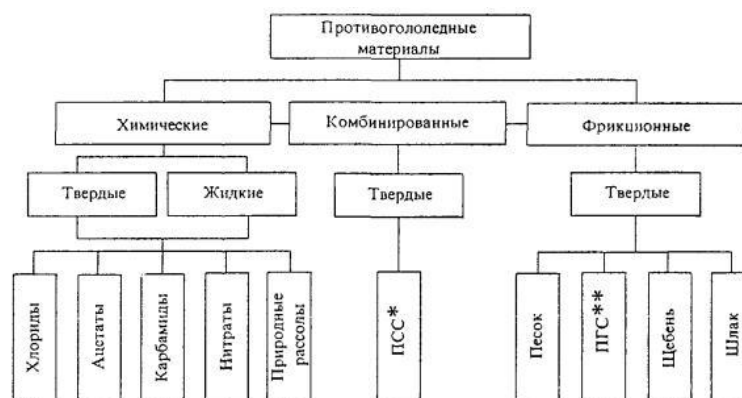 Противогололедные
материалы
Химические
Комбинированные
Фрикционные
Твердые
Жидкие
Твердые
Твердые
Хлориды
Ацетаты
Карбамиды
Нитраты
Природные
рассолы
ПСС*
Песок
ПГС**
Щебень
Шлак